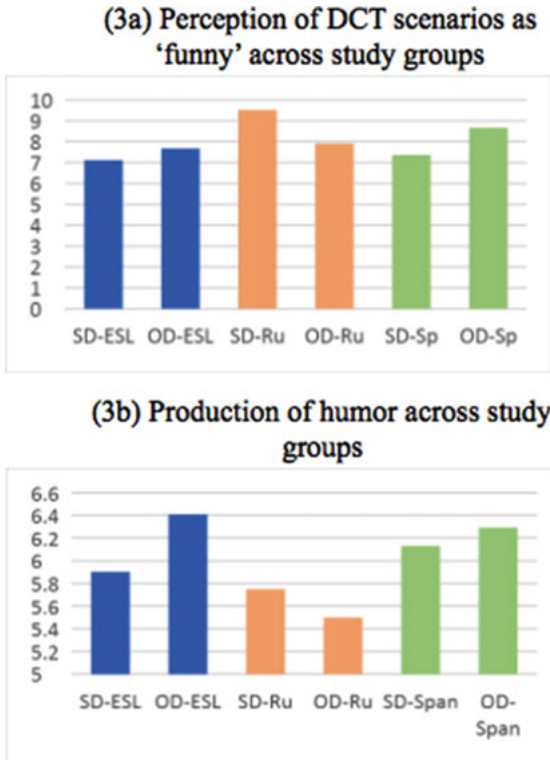 (3a) Perception of DCT scenarios as
‘funny’ across study groups
10
9
8
7
6
5
4
3
2
1
0
SD-ESL OD-ESL SD-Ru OD-Ru SD-Sp OD-Sp
(3b) Production of humor across study
groups
6.6
6.4
6.2
6
5.8
5.6
5.4
5.2
5
SD-ESL OD-ESL SD-Ru OD-Ru SD-Span OD-
Span